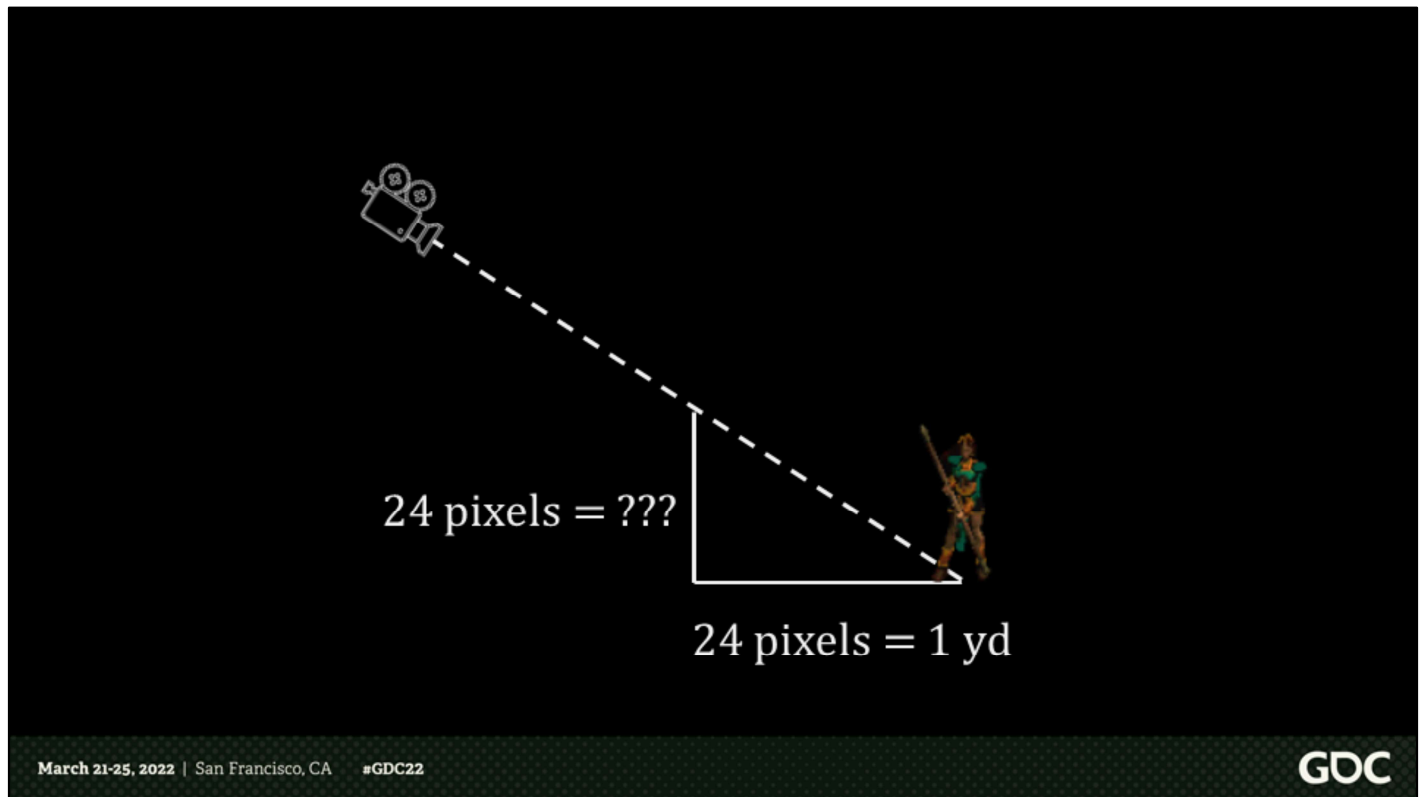 24 pixels = ???
24 pixels = 1 yd
March 21-25, 2022 | San Francisco, CA #GDC22
GDC